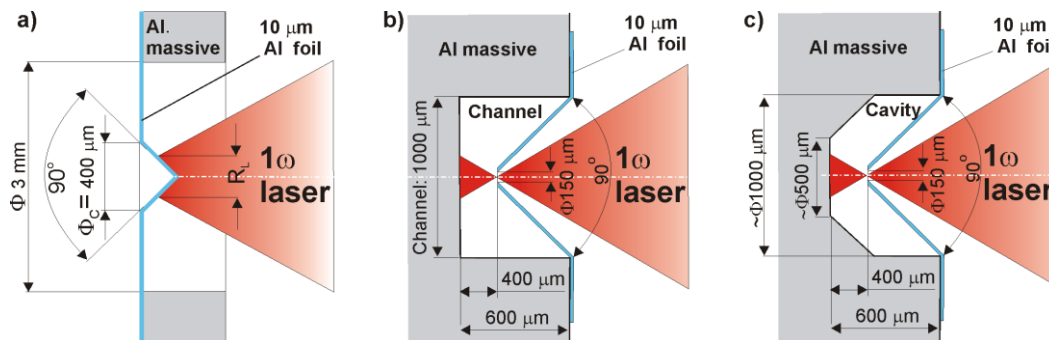 a)
Al.
massive
10 μm
Al foil
Φ 3 mm
90°
ΦC= 400 μm
RL
1ω
laser
b)
Al massive
10 μm
Al foil
Channel
Channel: 1000 μm
Φ150 μm
90°
1ω
laser
400 μm
600 μm
c)
Al massive
10 μm
Al foil
Cavity
~Φ1000 μm
~Φ500 μm
Φ150 μm
90°
1ω
laser
400 μm
600 μm